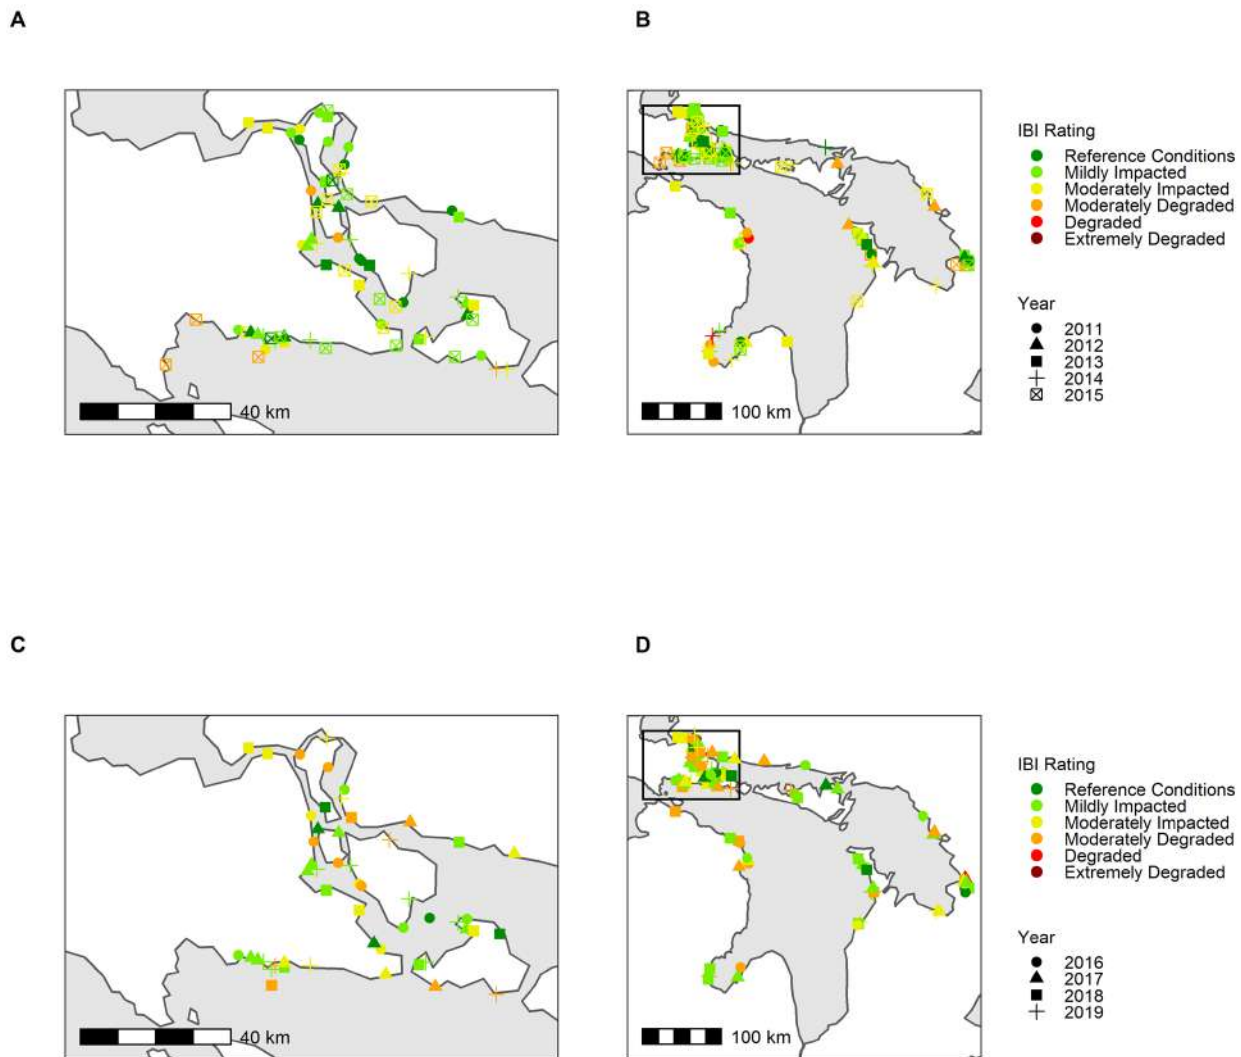 A
B
IBI Rating
Reference Conditions
Mildly Impacted
Moderately Impacted
Moderately Degraded
Degraded
Extremely Degraded
Year
2011
2012
2013
2014
2015
40 km
100 km
C
D
IBI Rating
Reference Conditions
Mildly Impacted
Moderately Impacted
Moderately Degraded
Degraded
Extremely Degraded
Year
2016
2017
2018
2019
40 km
100 km